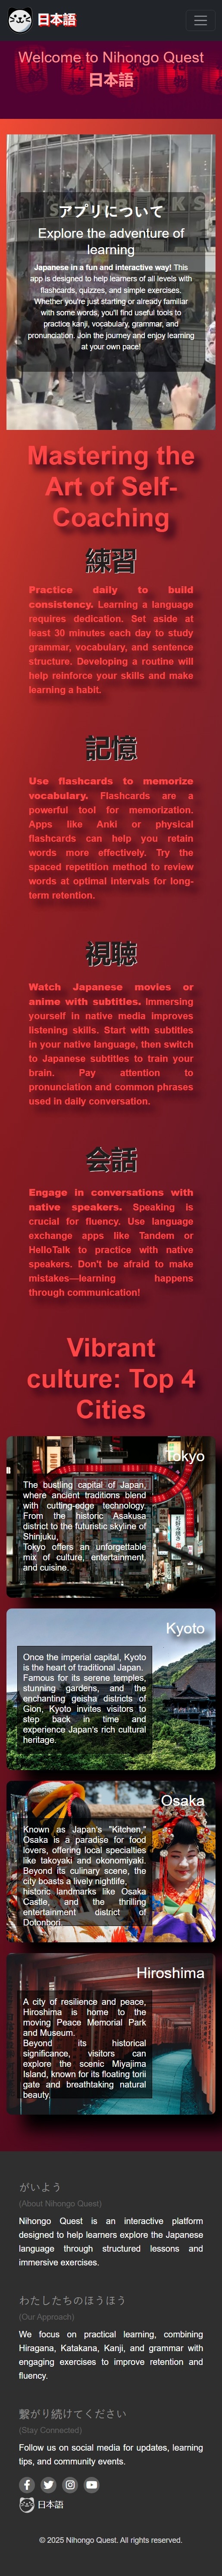 日本語
Welcome to Nihongo Quest
日本語
アプリについて
Explore the adventure of
learning
Japanese in a fun and interactive way! This
app is designed to help learners of all levels with
flashcards, quizzes, and simple exercises.
Whether you're just starting or already familiar
with some words, you'll find useful tools to
practice kanji, vocabulary, grammar, and
pronunciation. Join the journey and enjoy learning
at your own pace!
Mastering the
Art of Self-
Coaching
練習
Practice daily to build
consistency. Learning a language
requires dedication. Set aside at
least 30 minutes each day to study
grammar, vocabulary, and sentence
structure. Developing a routine will
help reinforce your skills and make
learning a habit.
記憶
Use flashcards to memorize
vocabulary. Flashcards are a
powerful tool for memorization.
Apps like Anki or physical
flashcards can help you retain
words more effectively. Try the
spaced repetition method to review
words at optimal intervals for long-
term retention.
視聴
Watch Japanese movies or
anime with subtitles. Immersing
yourself in native media improves
listening skills. Start with subtitles
in your native language, then switch
to Japanese subtitles to train your
brain. Pay attention to
pronunciation and common phrases
used in daily conversation.
会話
Engage in conversations with
native speakers. Speaking is
crucial for fluency. Use language
exchange apps like Tandem or
HelloTalk to practice with native
speakers. Don't be afraid to make
mistakes—learning happens
through communication!
Vibrant
culture: Top 4
Cities
Tokyo
The bustling capital of Japan,
where ancient traditions blend
with cutting-edge technology.
From the historic Asakusa
district to the futuristic skyline of
Shinjuku,
Tokyo offers an unforgettable
mix of culture, entertainment,
and cuisine.
Kyoto
Once the imperial capital, Kyoto
is the heart of traditional Japan.
Famous for its serene temples,
stunning gardens, and the
enchanting geisha districts of
Gion, Kyoto invites visitors to
step back in time and
experience Japan's rich cultural
heritage.
Osaka
Known as Japan's "Kitchen,"
Osaka is a paradise for food
lovers, offering local specialties
like takoyaki and okonomiyaki.
Beyond its culinary scene, the
city boasts a lively nightlife,
historic landmarks like Osaka
Castle, and the thrilling
entertainment district of
Dotonbori.
Hiroshima
A city of resilience and peace,
Hiroshima is home to the
moving Peace Memorial Park
and Museum.
Beyond its historical
significance, visitors can
explore the scenic Miyajima
Island, known for its floating torii
gate and breathtaking natural
beauty.
がいよう
(About Nihongo Quest)
Nihongo Quest is an interactive platform
designed to help learners explore the Japanese
language through structured lessons and
immersive exercises.
わたしたちのほうほう
(Our Approach)
We focus on practical learning, combining
Hiragana, Katakana, Kanji, and grammar with
engaging exercises to improve retention and
fluency.
繋がり続けてください
(Stay Connected)
Follow us on social media for updates, learning
tips, and community events.
日本語
© 2025 Nihongo Quest. All rights reserved.